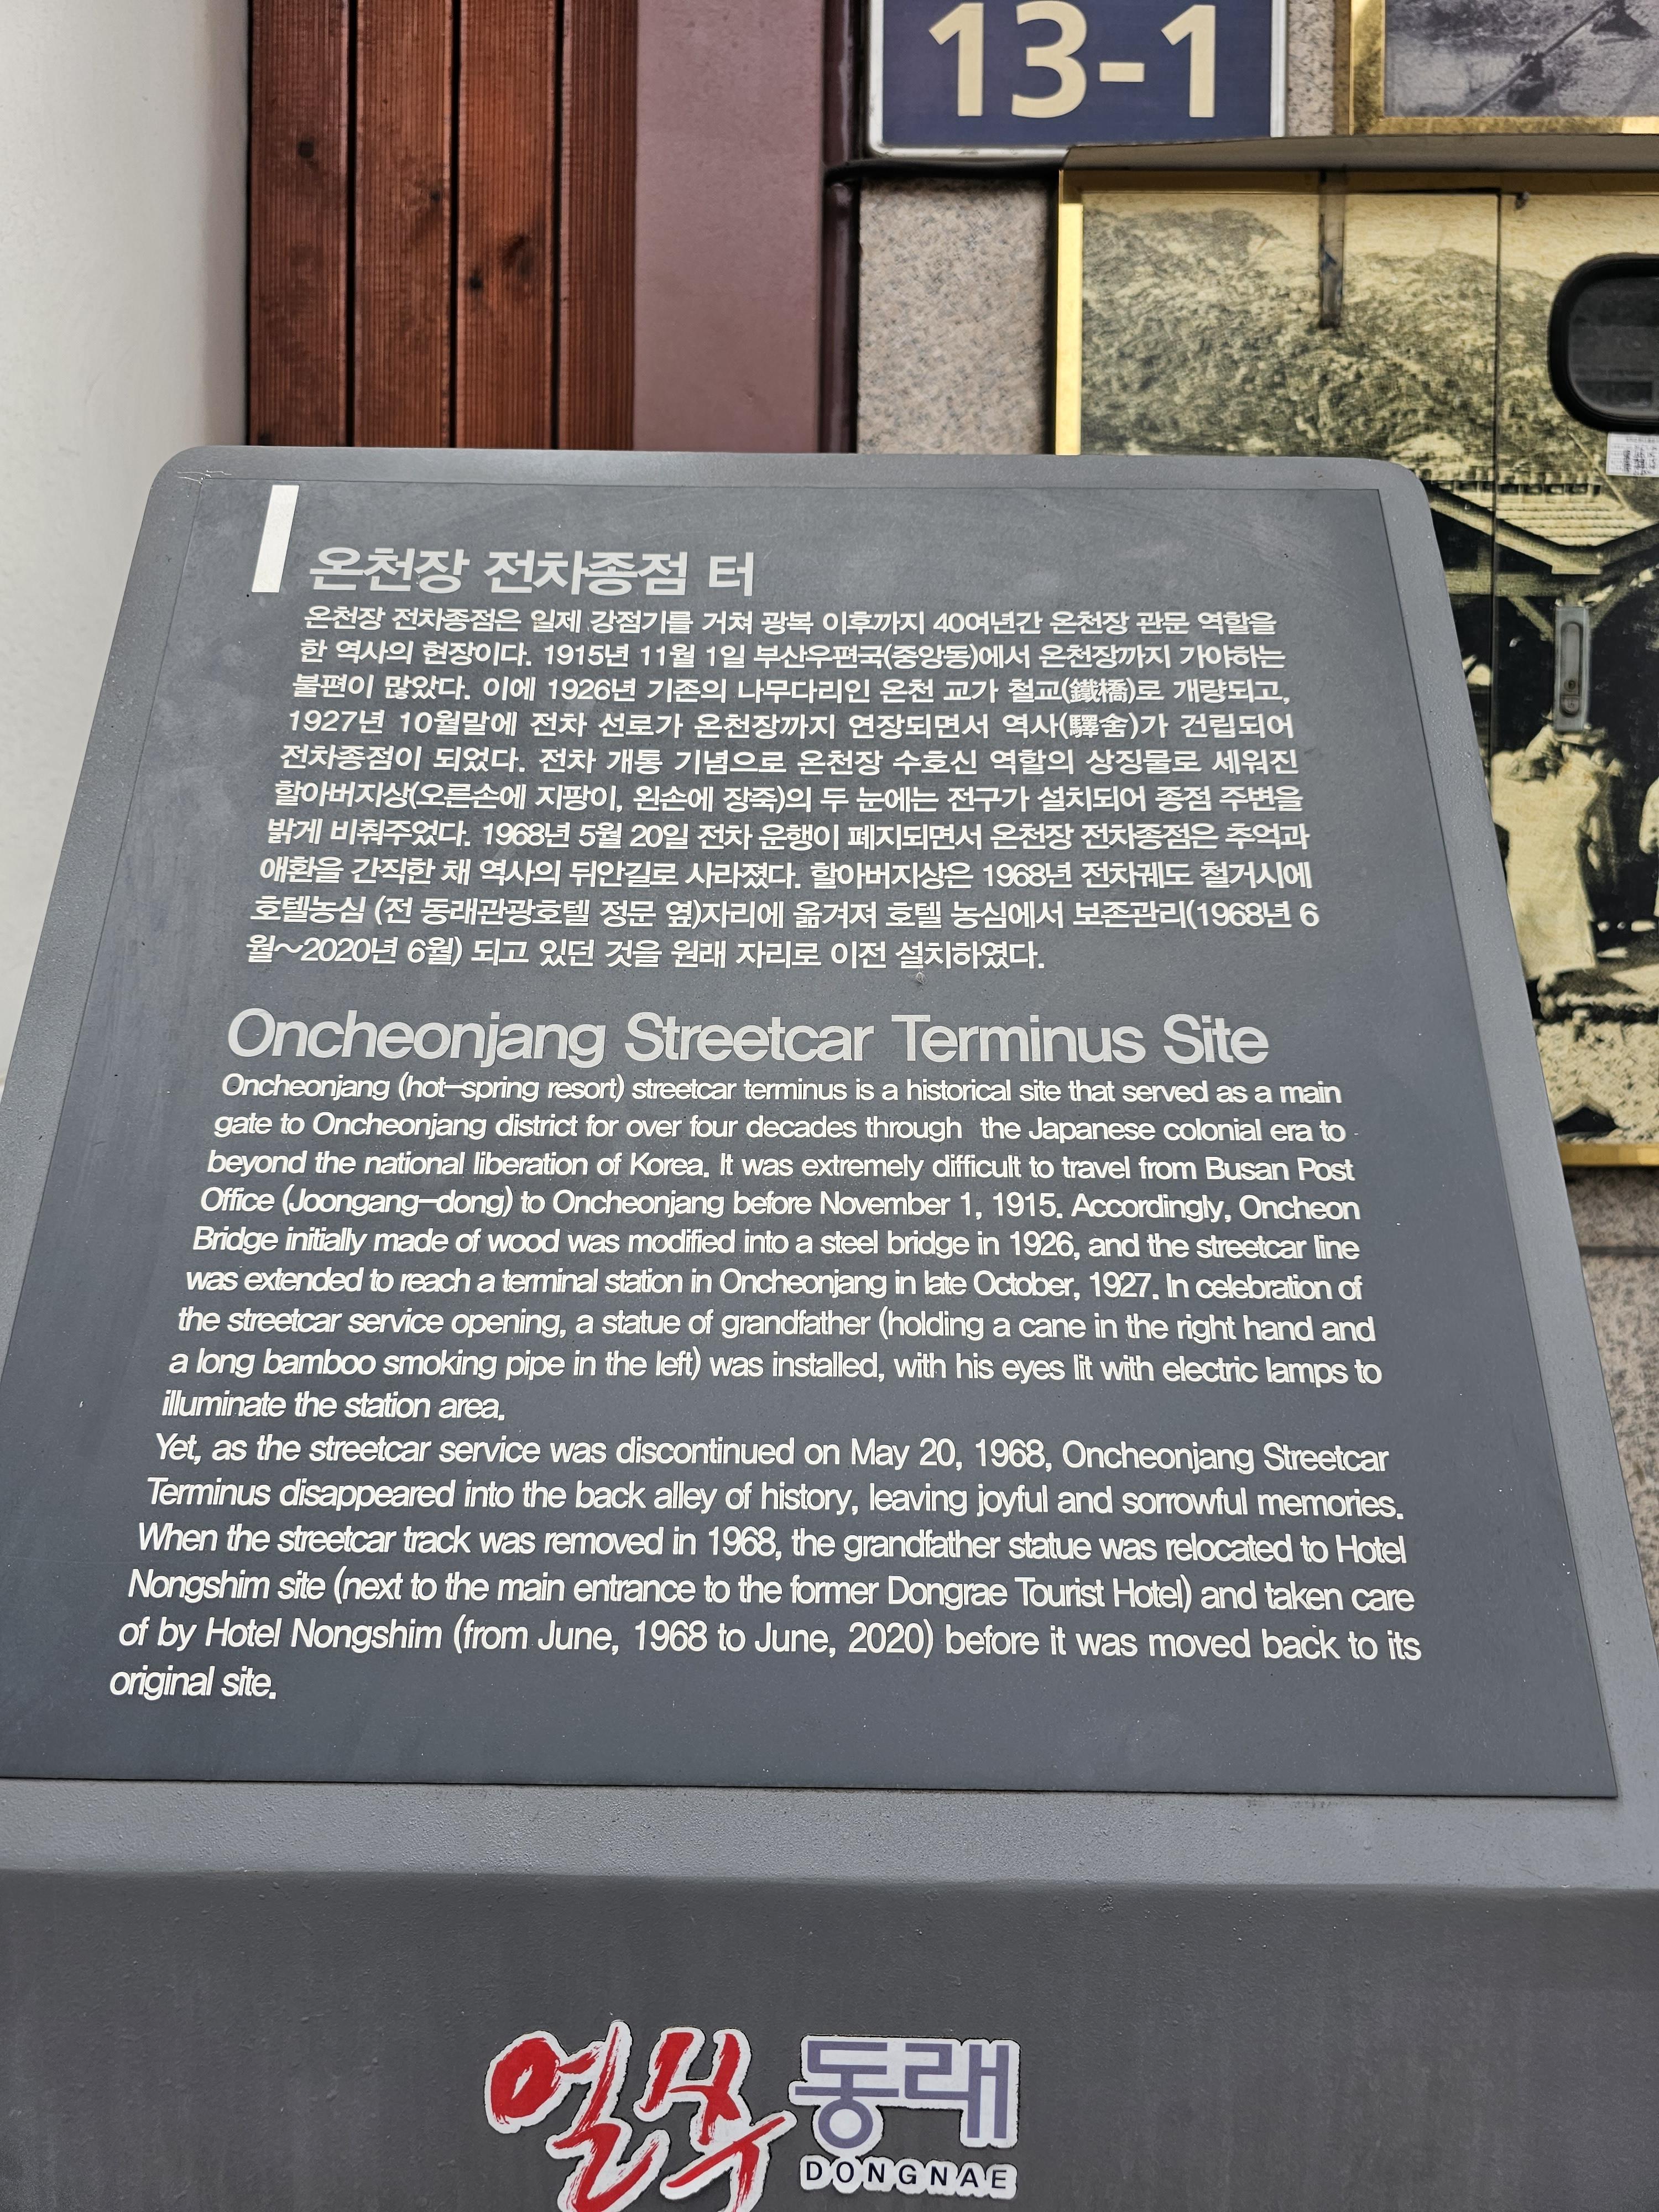 13-1
온천장 전차종점 터
온천장 전차종점은 일제 강점기를 거쳐 광복 이후까지 40여년간 온천장 관문 역할을
한 역사의 현장이다. 1915년 11월 1일 부산우편국(중앙동)에서 온천장까지 가야하는
불편이 많았다. 이에 1926년 기존의 나무다리인 온천 교가 철교(鐵橋)로 개량되고,
1927년 10월말에 전차 선로가 온천장까지 연장되면서 역사(驛舍)가 건립되어
전차종점이 되었다. 전차 개통 기념으로 온천장 수호신 역할의 상징물로 세워진
할아버지상(오른손에 지팡이, 왼손에 장죽)의 두 눈에는 전구가 설치되어 종점 주변을
밝게 비춰주었다. 1968년 5월 20일 전차 운행이 폐지되면서 온천장 전차종점은 추억과
애환을 간직한 채 역사의 뒤안길로 사라졌다. 할아버지상은 1968년 전차궤도 철거시에
호텔농심 (전 동래관광호텔 정문 옆)자리에 옮겨져 호텔 농심에서 보존관리(1968년 6
월~2020년 6월) 되고 있던 것을 원래 자리로 이전 설치하였다.
Oncheonjang Streetcar Terminus Site
Oncheonjang (hot-spring resort) streetcar terminus is a historical site that served as a main
gate to Oncheonjang district for over four decades through the Japanese colonial era to
beyond the national liberation of Korea. It was extremely difficult to travel from Busan Post
Office (Joongang-dong) to Oncheonjang before November 1, 1915. Accordingly, Oncheon
Bridge initially made of wood was modified into a steel bridge in 1926, and the streetcar line
was extended to reach a terminal station in Oncheonjang in late October, 1927. In celebration of
the streetcar service opening, a statue of grandfather (holding a cane in the right hand and
a long bamboo smoking pipe in the left) was installed, with his eyes lit with electric lamps to
illuminate the station area.
Yet, as the streetcar service was discontinued on May 20, 1968, Oncheonjang Streetcar
Terminus disappeared into the back alley of history, leaving joyful and sorrowful memories.
When the streetcar track was removed in 1968, the grandfather statue was relocated to Hotel
Nongshim site (next to the main entrance to the former Dongrae Tourist Hotel) and taken care
of by Hotel Nongshim (from June, 1968 to June, 2020) before it was moved back to its
original site.
얼쑤 동래
DONGNAE